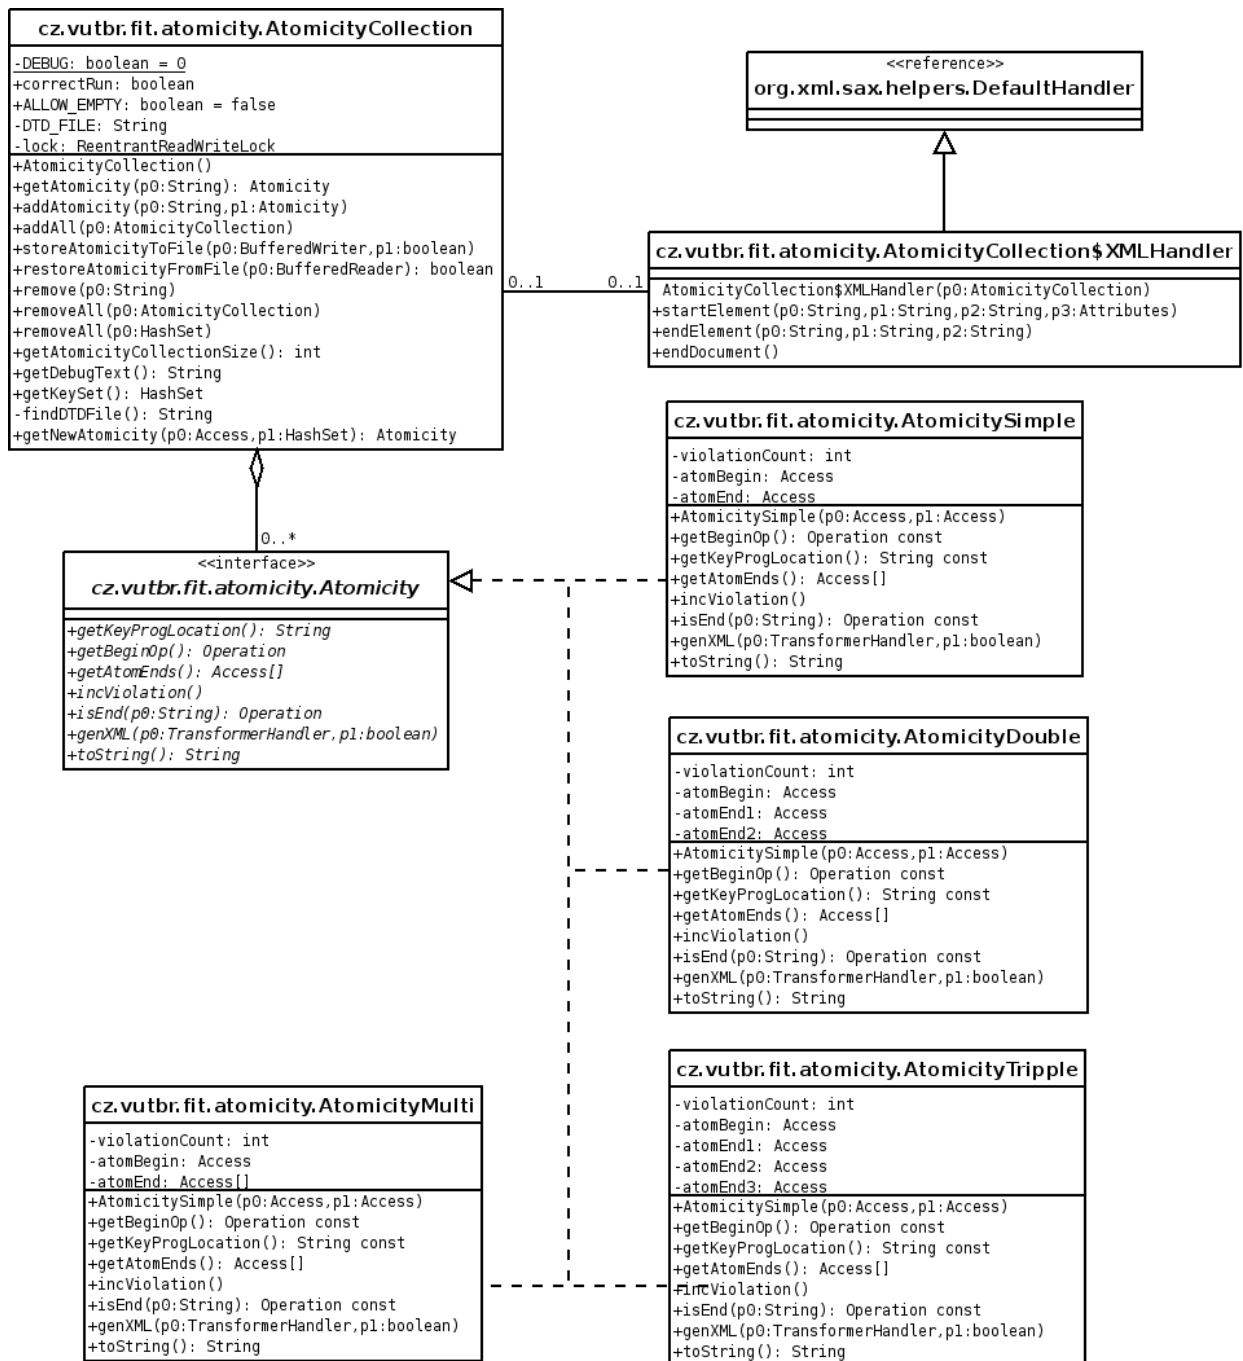 cz.vutbr.fit.atomicity.AtomicityCollection
-DEBUG: boolean = 0
+correctRun: boolean
+ALLOW_EMPTY: boolean = false
-DTD_FILE: String
-lock: ReentrantReadWriteLock
+AtomicityCollection()
+getAtomicity(p0:String): Atomicity
+addAtomicity(p0:String,p1:Atomicity)
+addAll(p0:AtomicityCollection)
+storeAtomicityToFile(p0:BufferedWriter,p1:boolean)
+restoreAtomicityFromFile(p0:BufferedReader): boolean
+remove(p0:String)
+removeAll(p0:AtomicityCollection)
+removeAll(p0:HashSet)
+getAtomicityCollectionSize(): int
+getDebugText(): String
+getKeySet(): HashSet
-findDTDFile(): String
+getNewAtomicity(p0:Access,p1:HashSet): Atomicity
<<reference>>
org.xml.sax.helpers.DefaultHandler
0..1
0..1
cz.vutbr.fit.atomicity.AtomicityCollection$XMLHandler
AtomicityCollection$XMLHandler(p0:AtomicityCollection)
+startElement(p0:String,p1:String,p2:String,p3:Attributes)
+endElement(p0:String,p1:String,p2:String)
+endDocument()
0..*
<<interface>>
cz.vutbr.fit.atomicity.Atomicity
+getKeyProgLocation(): String
+getBeginOp(): Operation
+getAtomEnds(): Access[]
+incViolation()
+isEnd(p0:String): Operation
+genXML(p0:TransformerHandler,p1:boolean)
+toString(): String
cz.vutbr.fit.atomicity.AtomicitySimple
-violationCount: int
-atomBegin: Access
-atomEnd: Access
+AtomicitySimple(p0:Access,p1:Access)
+getBeginOp(): Operation const
+getKeyProgLocation(): String const
+getAtomEnds(): Access[]
+incViolation()
+isEnd(p0:String): Operation const
+genXML(p0:TransformerHandler,p1:boolean)
+toString(): String
cz.vutbr.fit.atomicity.AtomicityDouble
-violationCount: int
-atomBegin: Access
-atomEnd1: Access
-atomEnd2: Access
+AtomicitySimple(p0:Access,p1:Access)
+getBeginOp(): Operation const
+getKeyProgLocation(): String const
+getAtomEnds(): Access[]
+incViolation()
+isEnd(p0:String): Operation const
+genXML(p0:TransformerHandler,p1:boolean)
+toString(): String
cz.vutbr.fit.atomicity.AtomicityMulti
-violationCount: int
-atomBegin: Access
-atomEnd: Access[]
+AtomicitySimple(p0:Access,p1:Access)
+getBeginOp(): Operation const
+getKeyProgLocation(): String const
+getAtomEnds(): Access[]
+incViolation()
+isEnd(p0:String): Operation const
+genXML(p0:TransformerHandler,p1:boolean)
+toString(): String
cz.vutbr.fit.atomicity.AtomicityTripple
-violationCount: int
-atomBegin: Access
-atomEnd1: Access
-atomEnd2: Access
-atomEnd3: Access
+AtomicitySimple(p0:Access,p1:Access)
+getBeginOp(): Operation const
+getKeyProgLocation(): String const
+getAtomEnds(): Access[]
+incViolation()
+isEnd(p0:String): Operation const
+genXML(p0:TransformerHandler,p1:boolean)
+toString(): String